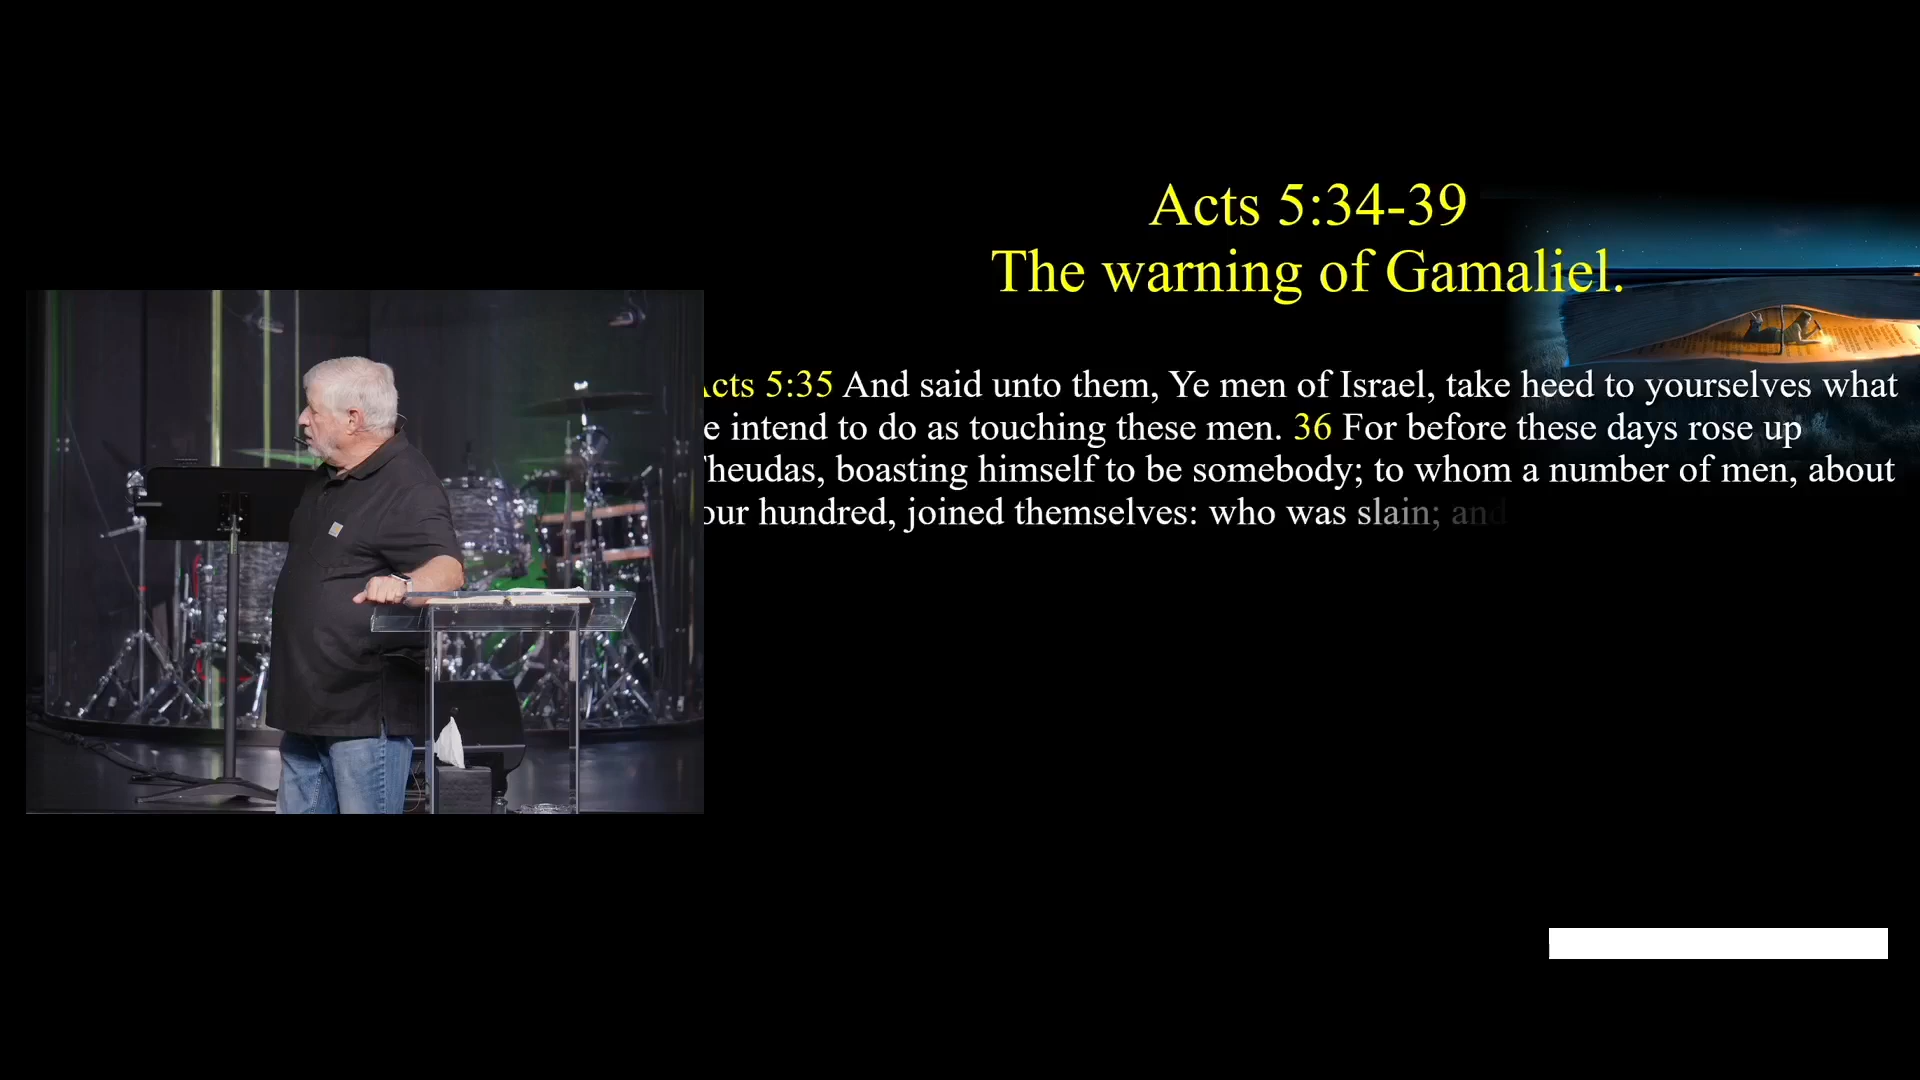 Acts 5:34-39
The warning of Gamaliel.
Acts 5:35 And said unto them, Ye men of Israel, take heed to yourselves what
e intend to do as touching these men. 36 For before these days rose up
heudas, boasting himself to be somebody; to whom a number of men, about
our hundred, joined themselves: who was slain; and